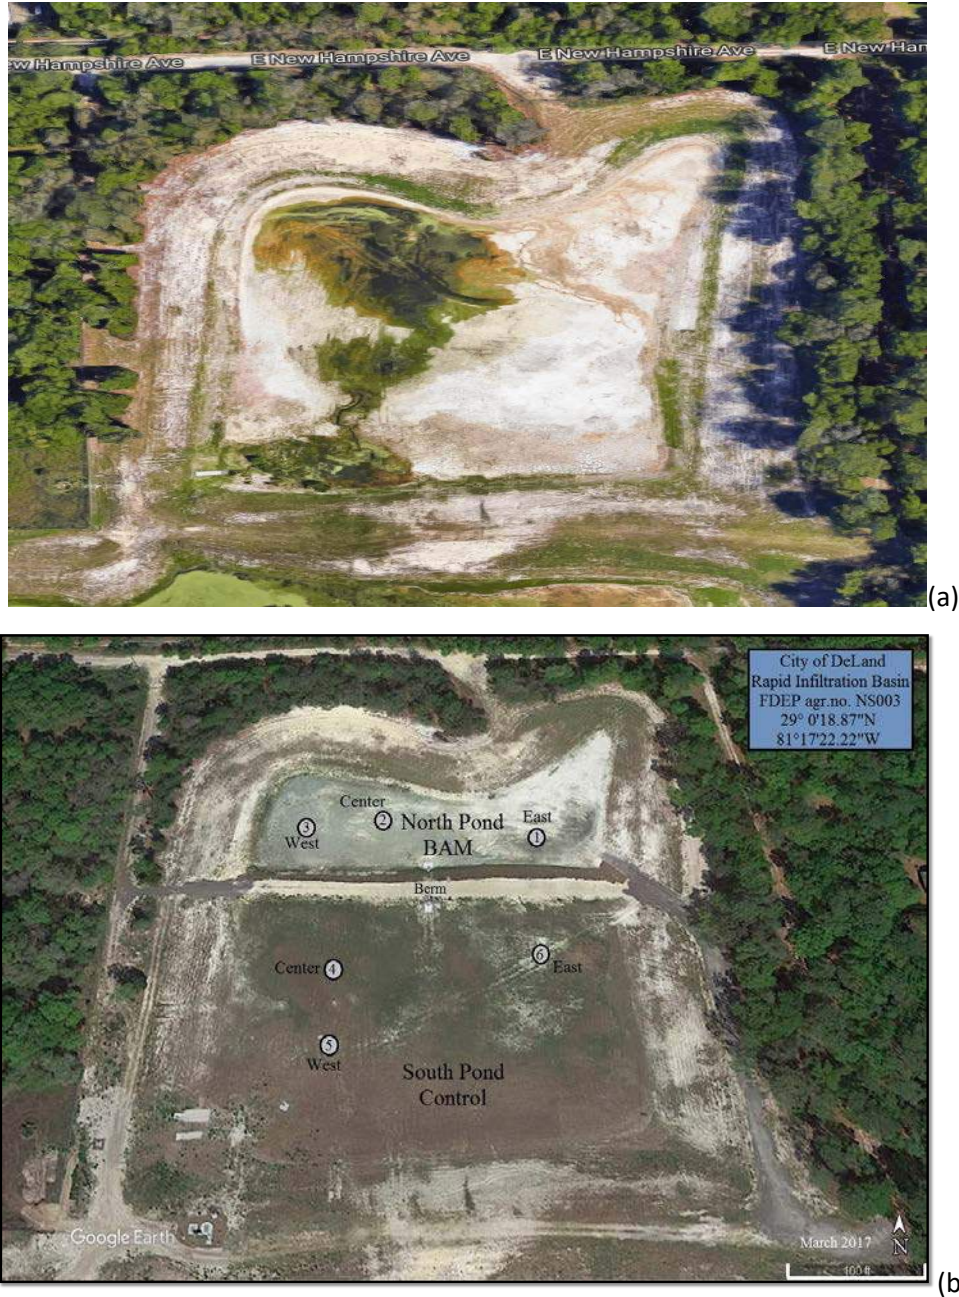 ew Hampshire Ave
E New Hampshire Ave
E New Hampshire Ave
E New Ham
(a)
City of DeLand
Rapid Infiltration Basin
FDEP agr.no. NS003
29° 0'18.87"N
81°17'22.22"W
Center
2
3
West
North Pond
BAM
East
1
Berm
Center 4
6
East
5
West
South Pond
Control
Google Earth
March 2017
N
100 ft
(b